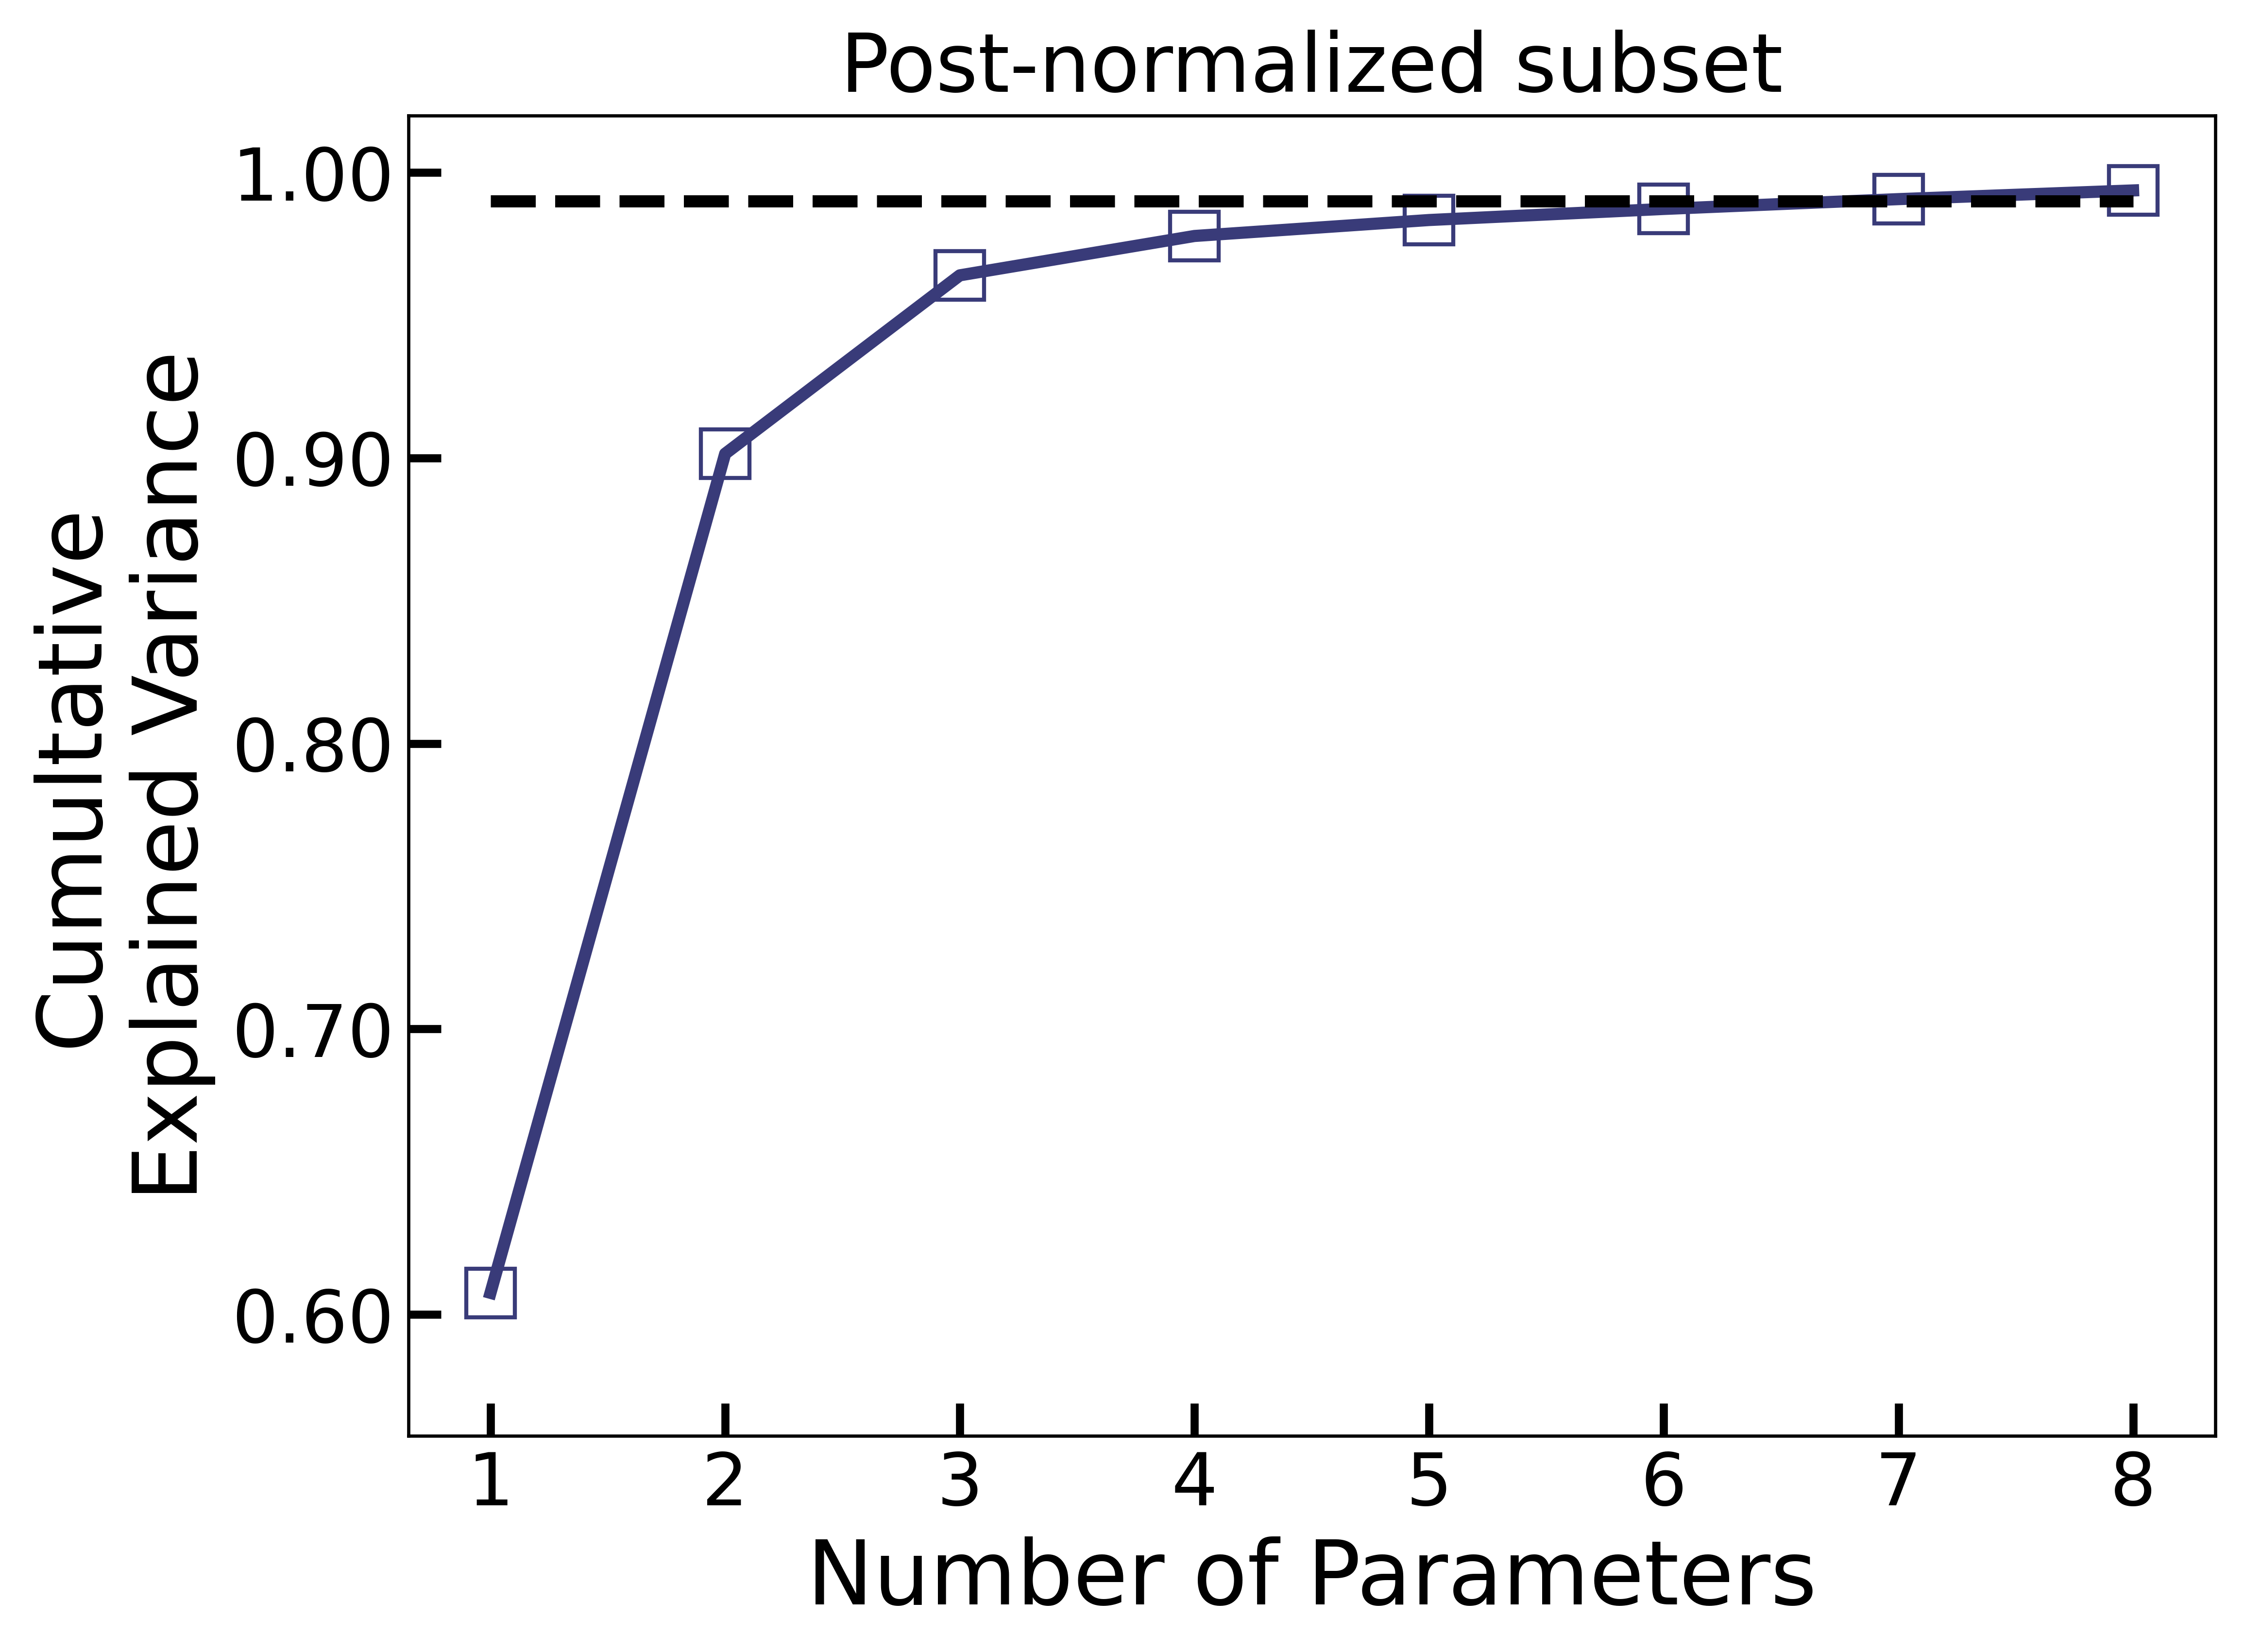 Post-normalized subset
Cumultative
Explained Variance
1.00
0.90
0.80
0.70
0.60
1 2 3 4 5 6 7 8
Number of Parameters